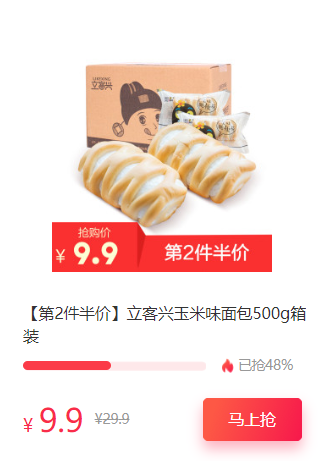 立客兴
抢购价
¥ 9.9
第2件半价
【第2件半价】立客兴玉米味面包500g箱
装
已抢48%
¥ 9.9 ¥29.9 马上抢